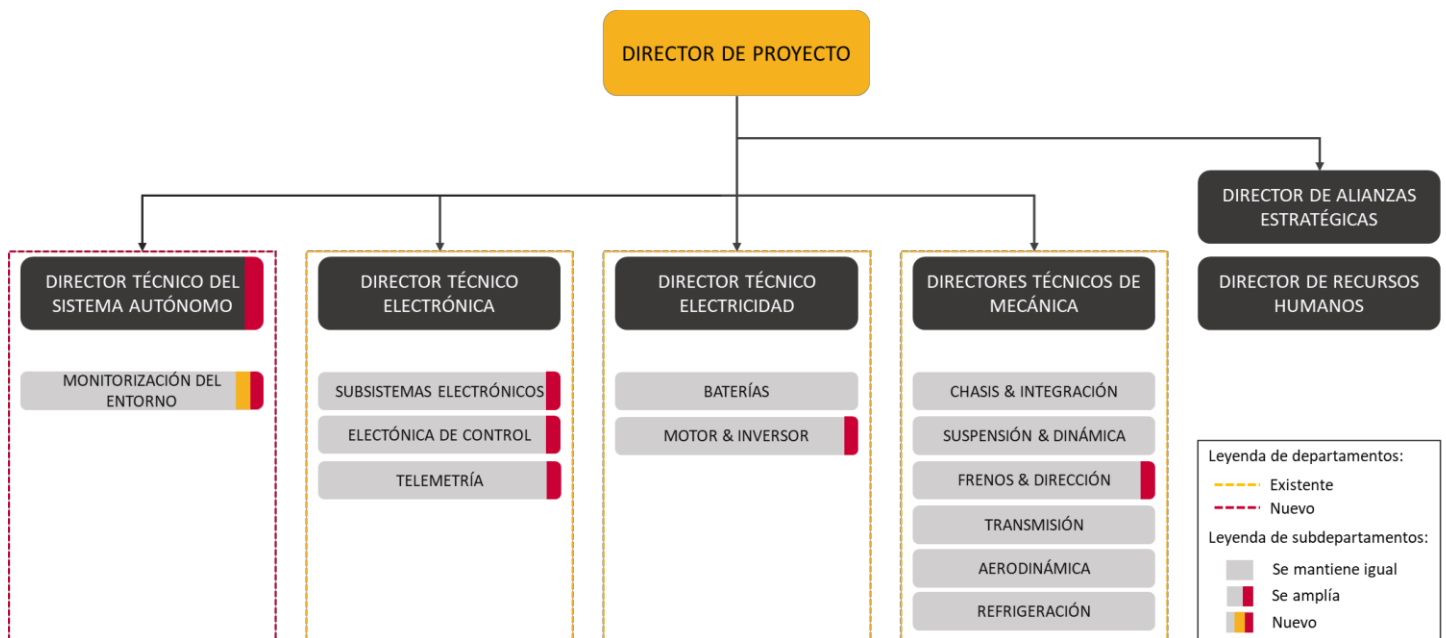 DIRECTOR DE PROYECTO
DIRECTOR DE ALIANZAS
ESTRATÉGICAS
DIRECTOR TÉCNICO DEL
SISTEMA AUTÓNOMO
DIRECTOR TÉCNICO
ELECTRÓNICA
DIRECTOR TÉCNICO
ELECTRICIDAD
DIRECTORES TÉCNICOS DE
MECÁNICA
DIRECTOR DE RECURSOS
HUMANOS
MONITORIZACIÓN DEL
ENTORNO
SUBSISTEMAS ELECTRÓNICOS
ELECTÓNICA DE CONTROL
TELEMETRÍA
BATERÍAS
MOTOR & INVERSOR
CHASIS & INTEGRACIÓN
SUSPENSIÓN & DINÁMICA
FRENOS & DIRECCIÓN
TRANSMISIÓN
AERODINÁMICA
REFRIGERACIÓN
Leyenda de departamentos:
Existente
Nuevo
Leyenda de subdepartamentos:
Se mantiene igual
Se amplía
Nuevo